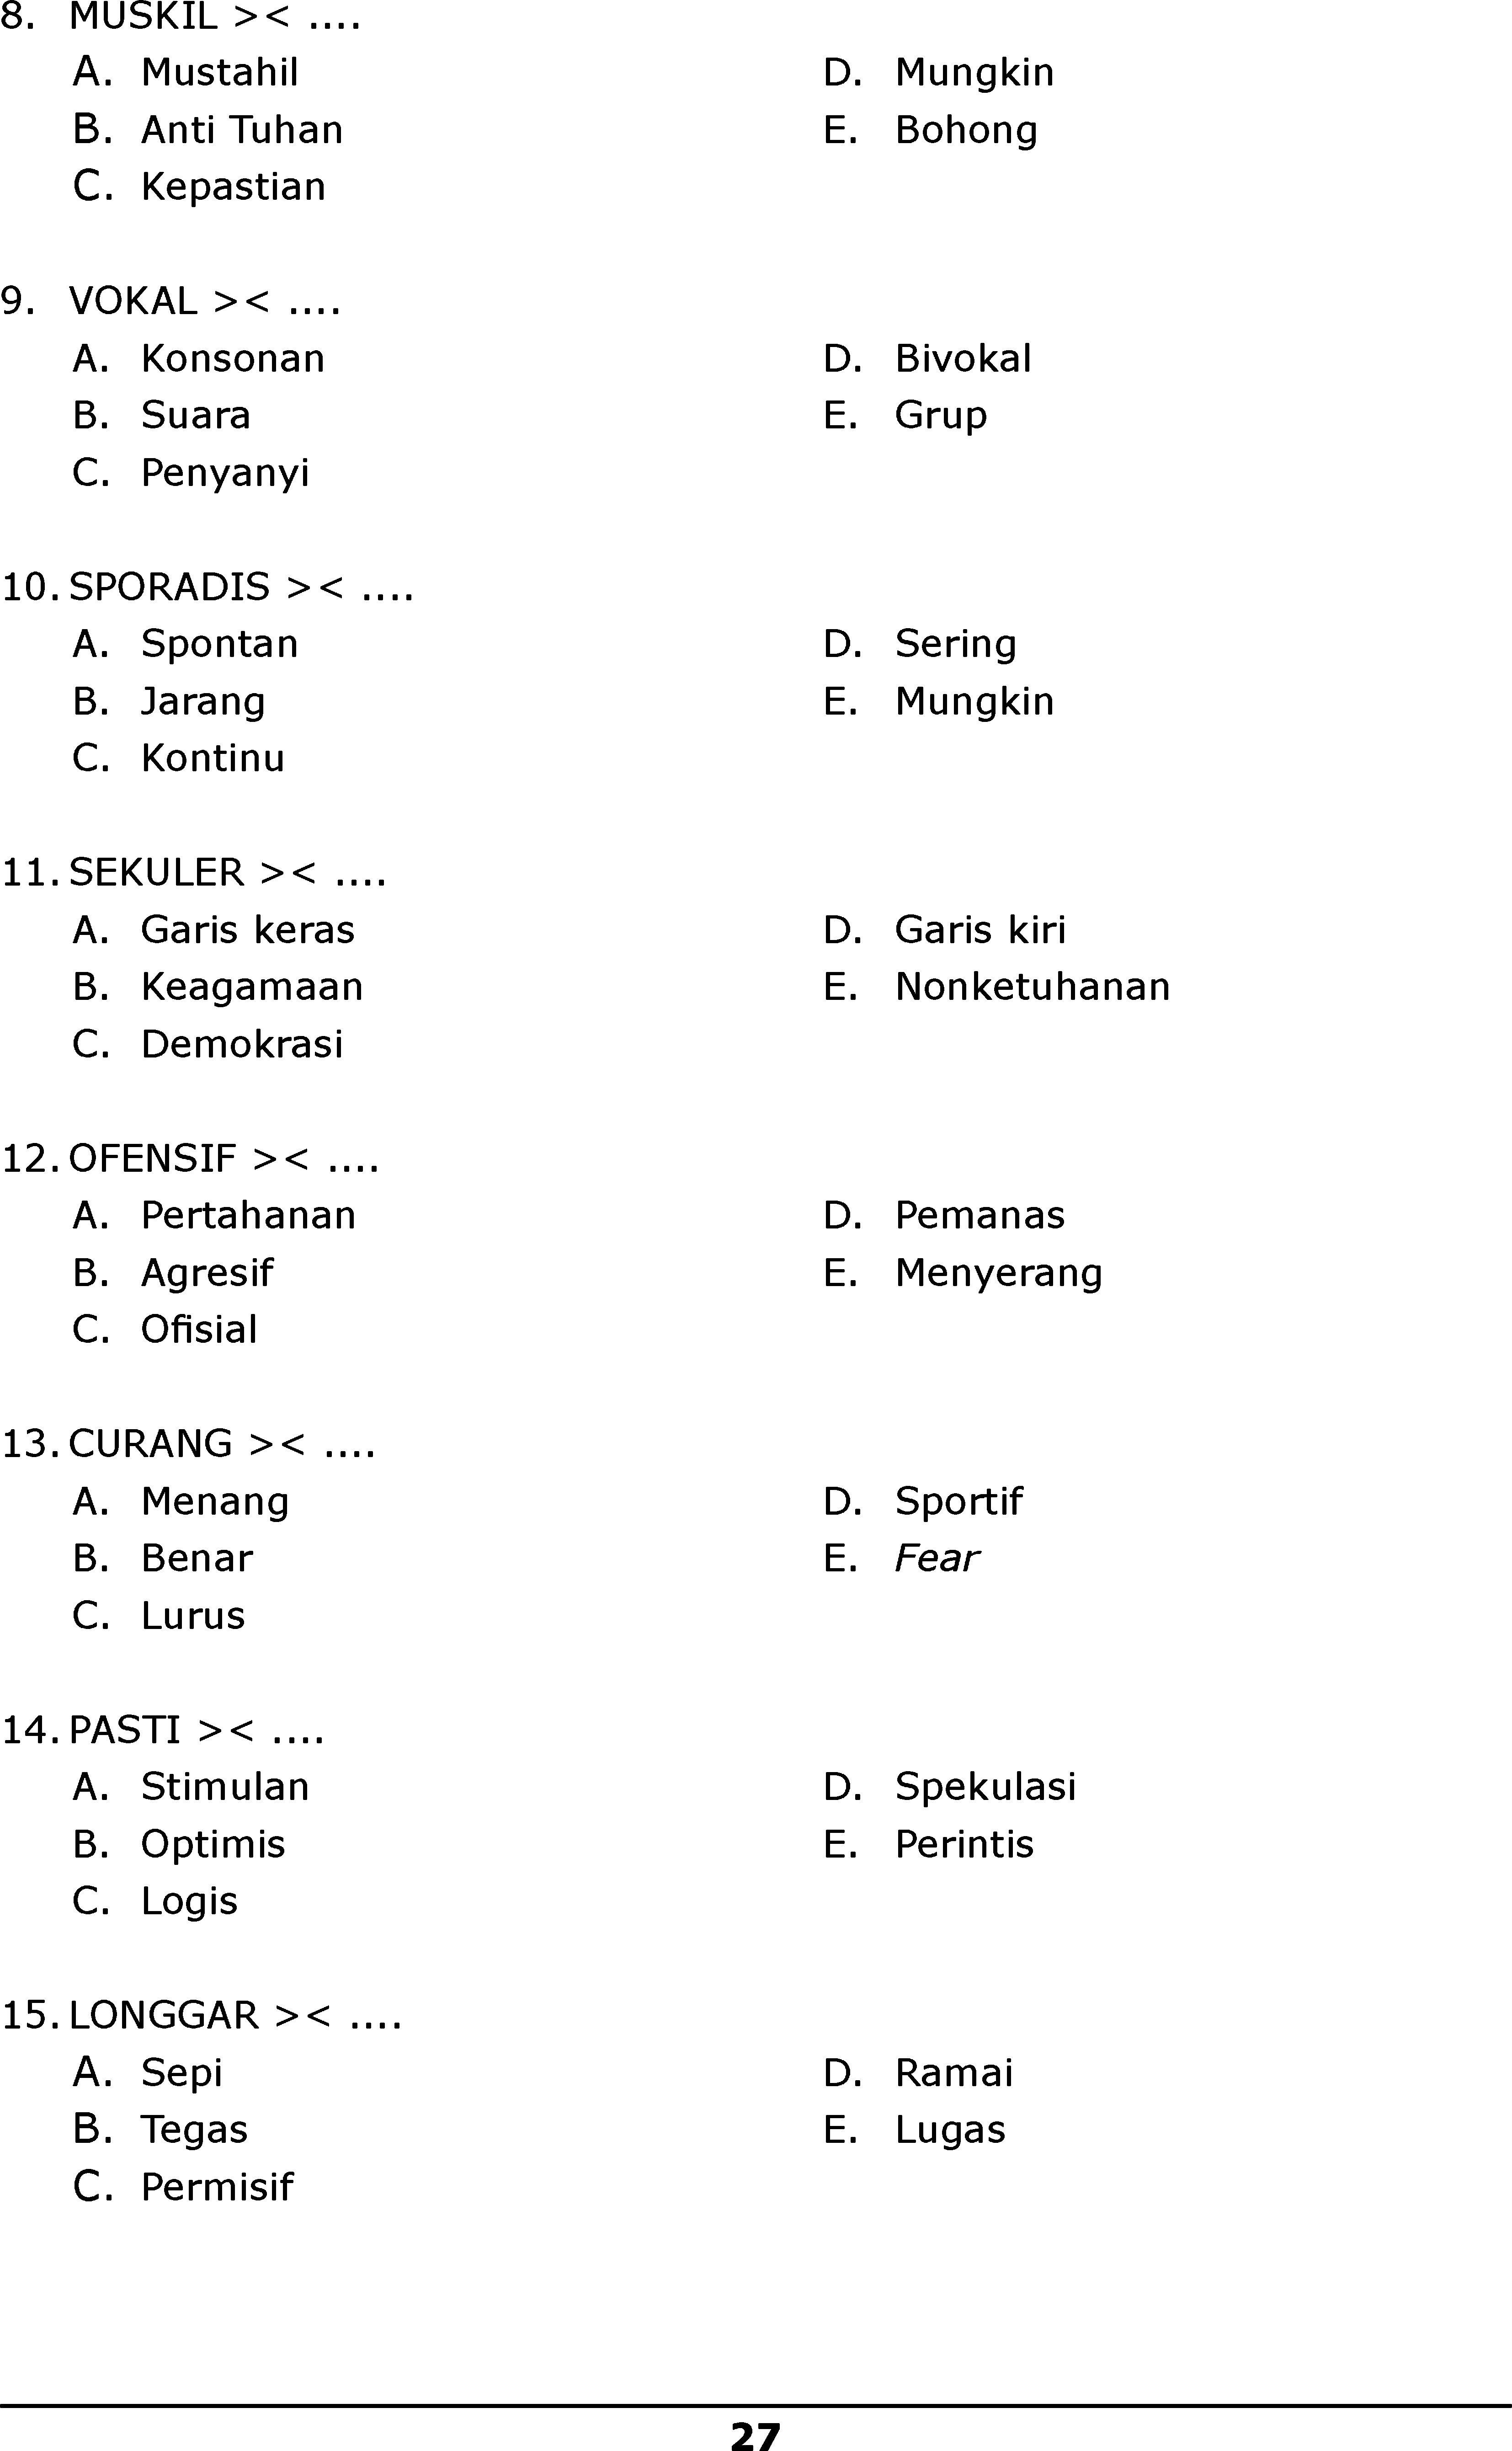 8. MUSKIL >< ....
A. Mustahil
B. Anti Tuhan
C. Kepastian
D. Mungkin
E. Bohong
9. VOKAL >< ....
A. Konsonan
B. Suara
C. Penyanyi
D. Bivokal
E. Grup
10. SPORADIS >< ....
A. Spontan
B. Jarang
C. Kontinu
D. Sering
E. Mungkin
11. SEKULER >< ....
A. Garis keras
B. Keagamaan
C. Demokrasi
D. Garis kiri
E. Nonketuhanan
12. OFENSIF >< ....
A. Pertahanan
B. Agresif
C. Ofisial
D. Pemanas
E. Menyerang
13. CURANG >< ....
A. Menang
B. Benar
C. Lurus
D. Sportif
E. Fear
14. PASTI >< ....
A. Stimulan
B. Optimis
C. Logis
D. Spekulasi
E. Perintis
15. LONGGAR >< ....
A. Sepi
B. Tegas
C. Permisif
D. Ramai
E. Lugas
27